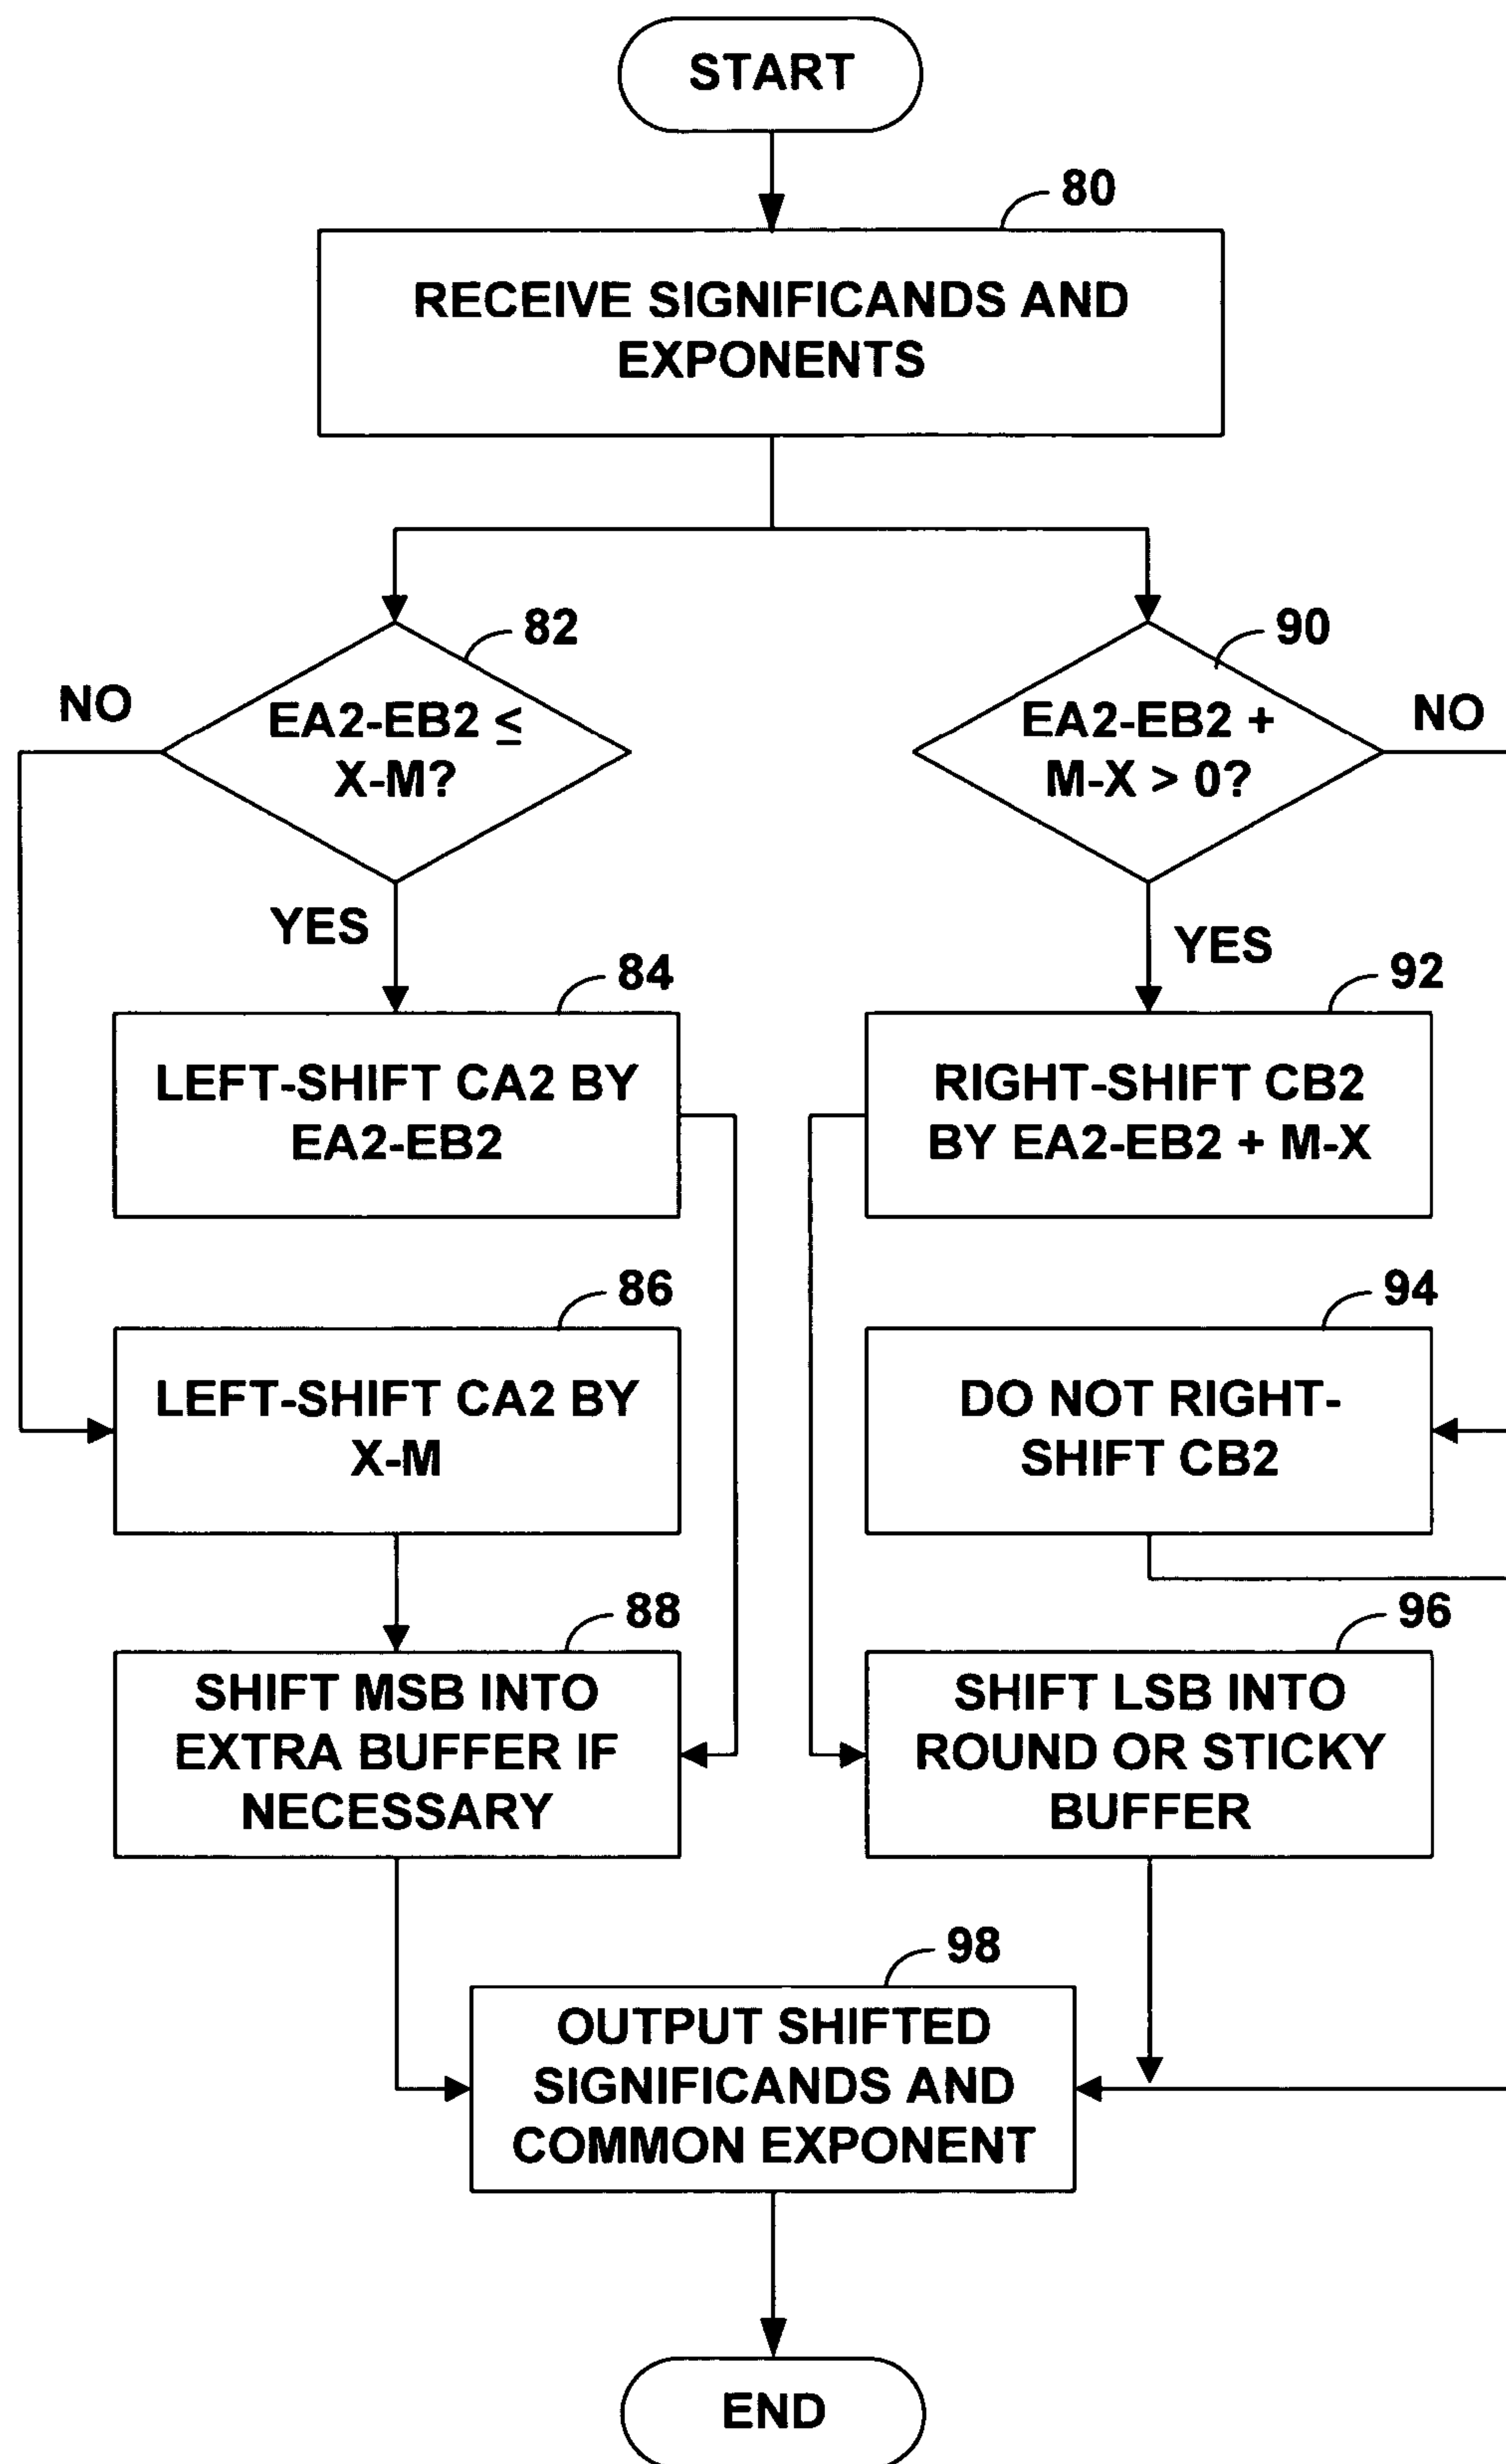 START
80
RECEIVE SIGNIFICANDS AND
EXPONENTS
82
NO
EA2-EB2 ≤
X-M?
YES
90
NO
EA2-EB2 +
M-X > 0?
YES
84
LEFT-SHIFT CA2 BY
EA2-EB2
92
RIGHT-SHIFT CB2
BY EA2-EB2 + M-X
86
LEFT-SHIFT CA2 BY
X-M
94
DO NOT RIGHT-
SHIFT CB2
88
SHIFT MSB INTO
EXTRA BUFFER IF
NECESSARY
96
SHIFT LSB INTO
ROUND OR STICKY
BUFFER
98
OUTPUT SHIFTED
SIGNIFICANDS AND
COMMON EXPONENT
END